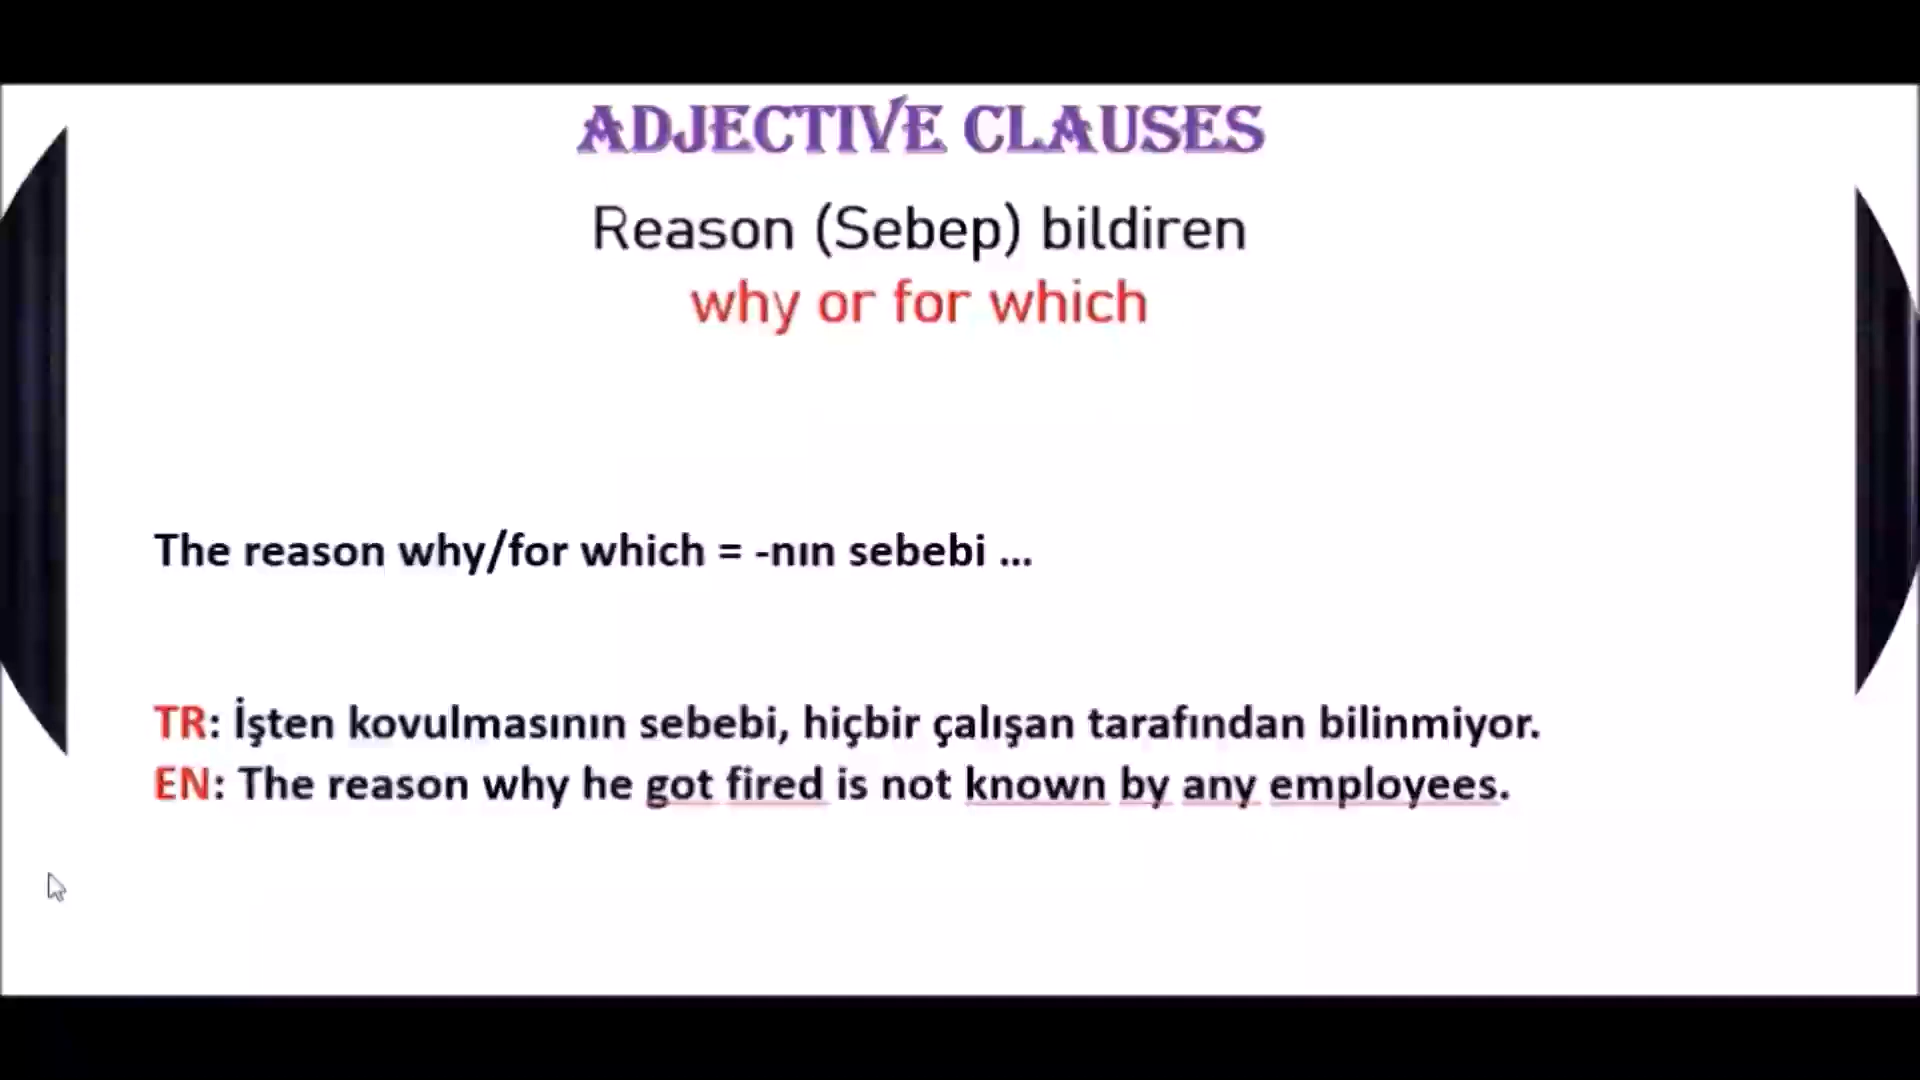 ADJECTIVE CLAUSES
Reason (Sebep) bildiren
why or for which
The reason why/for which = -nın sebebi ...
TR: İşten kovulmasının sebebi, hiçbir çalışan tarafından bilinmiyor.
EN: The reason why he got fired is not known by any employees.